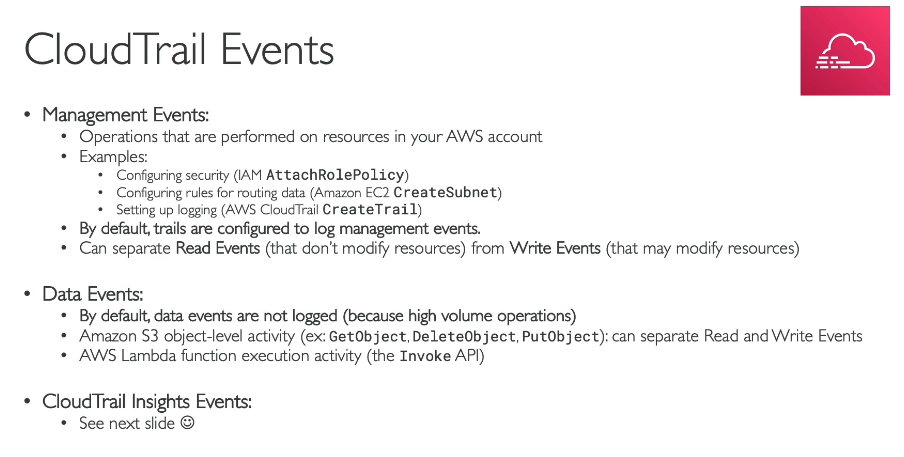 CloudTrail Events
• Management Events:
• Operations that are performed on resources in your AWS account
• Examples:
• Configuring security (IAM AttachRolePolicy)
• Configuring rules for routing data (Amazon EC2 CreateSubnet)
• Setting up logging (AWS CloudTrail CreateTrail)
• By default, trails are configured to log management events.
• Can separate Read Events (that don't modify resources) from Write Events (that may modify resources)
• Data Events:
• By default, data events are not logged (because high volume operations)
• Amazon S3 object-level activity (ex: GetObject, DeleteObject, PutObject): can separate Read and Write Events
• AWS Lambda function execution activity (the Invoke API)
• CloudTrail Insights Events:
• See next slide ☺